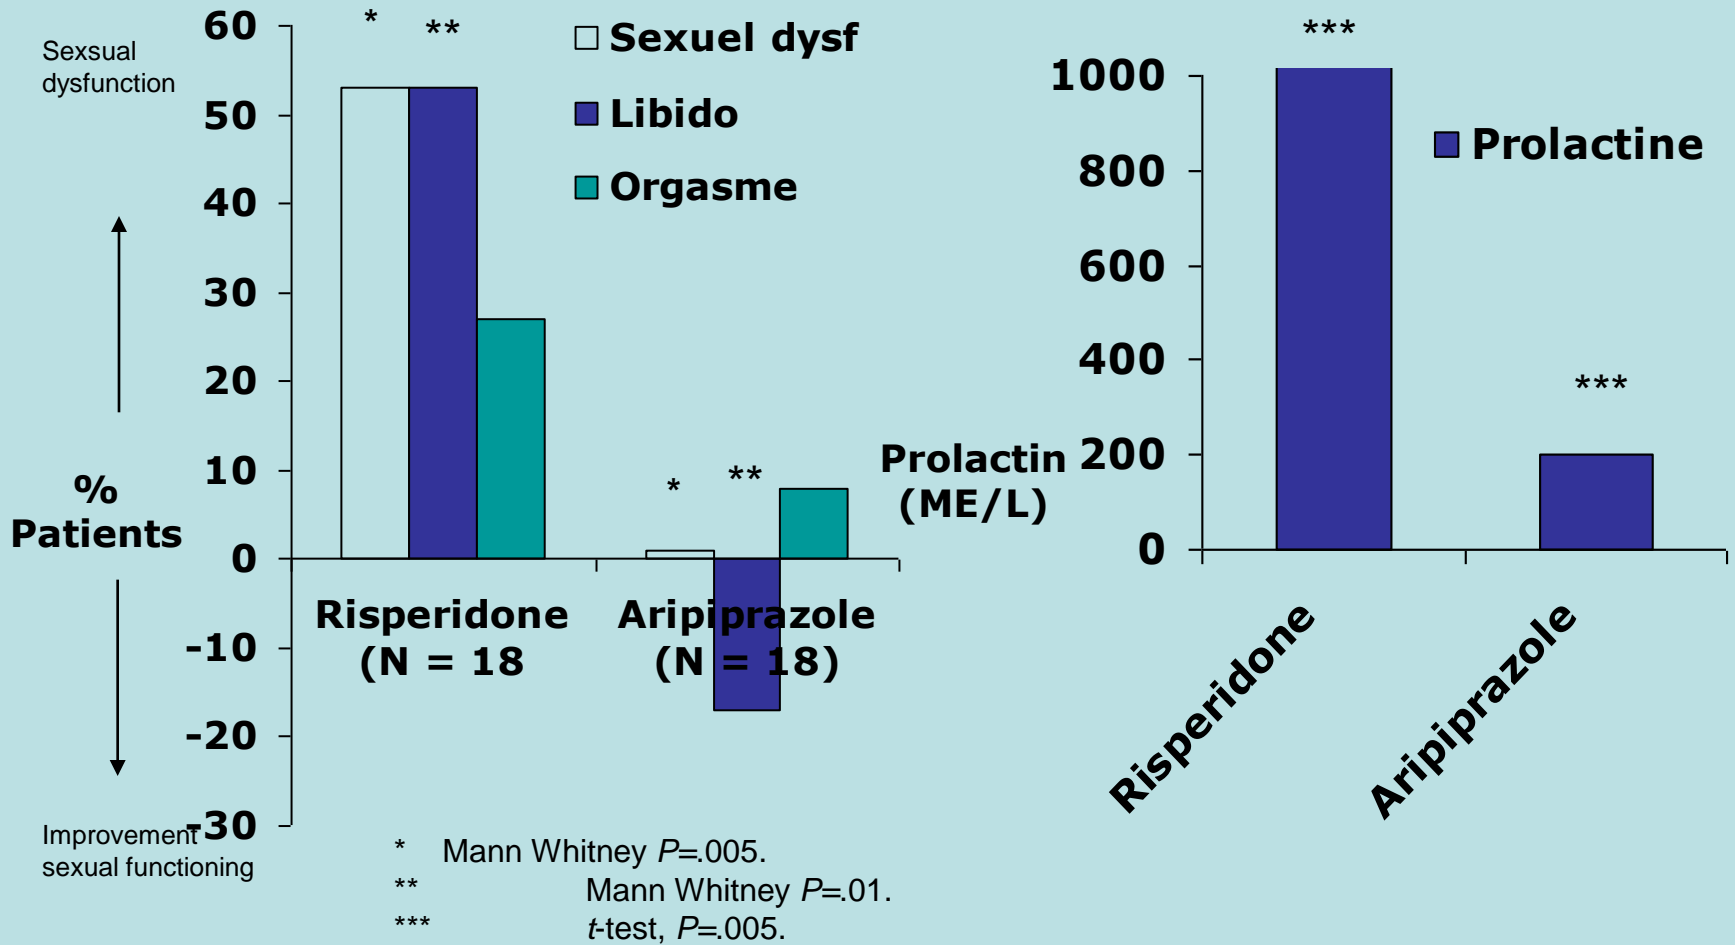 Sexsual
dysfunction
%
Patients
Improvement
sexual functioning
60
50
40
30
20
10
0
-10
-20
-30
* **
Sexuel dysf
Libido
Orgasme
* **
Risperidone
(N = 18
Aripiprazole
(N = 18)
***
1000
800
600
400
200
0
Prolactine
***
Prolactin
(ME/L)
Risperidone
Aripiprazole
* Mann Whitney P=.005.
** Mann Whitney P=.01.
*** t-test, P=.005.